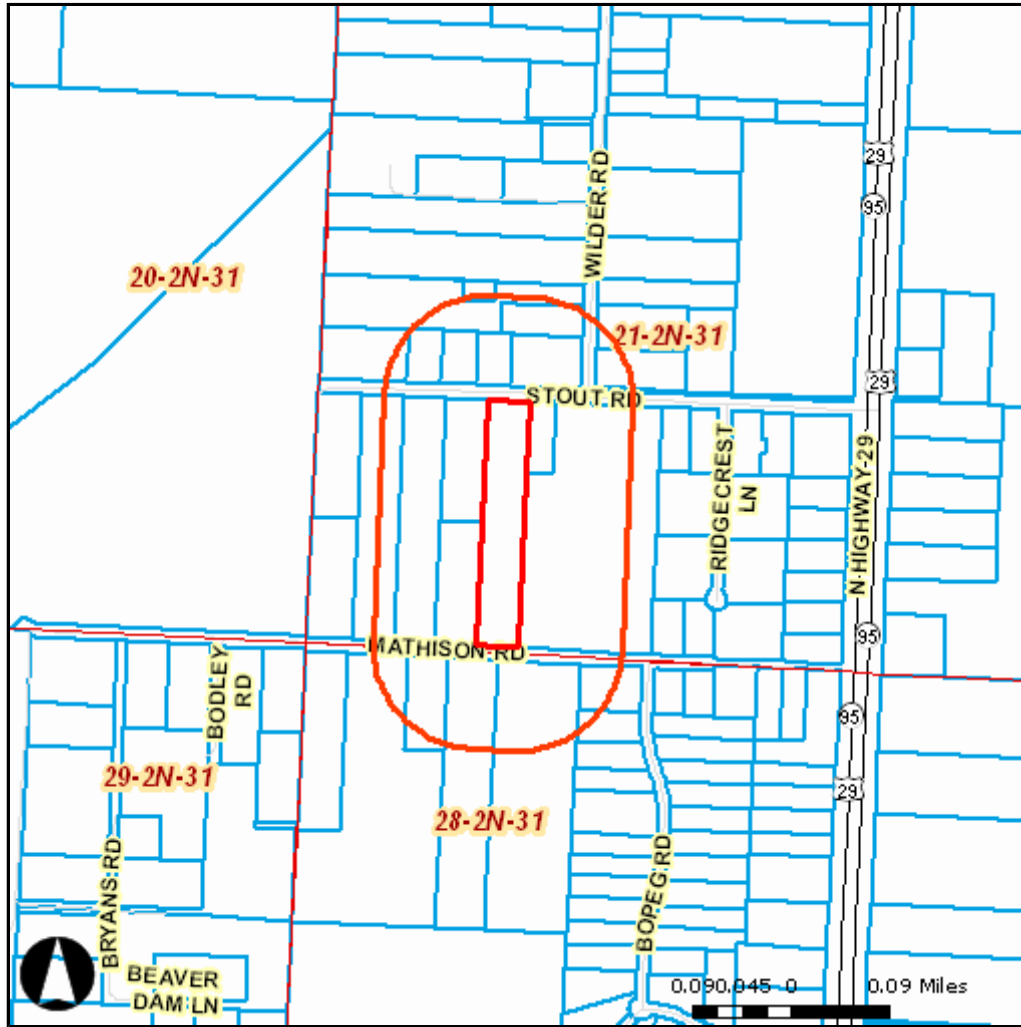 29
WILDER RD
95
20-2N-31
21-2N-31
29
STOUT RD
RIDGECREST
LN
N HIGHWAY 29
95
MATHISON RD
BODLEY
RD
95
29-2N-31
29
28-2N-31
BRYANS RD
BOPEG RD
BEAVER
DAM LN
0.090.045 0 0.09 Miles